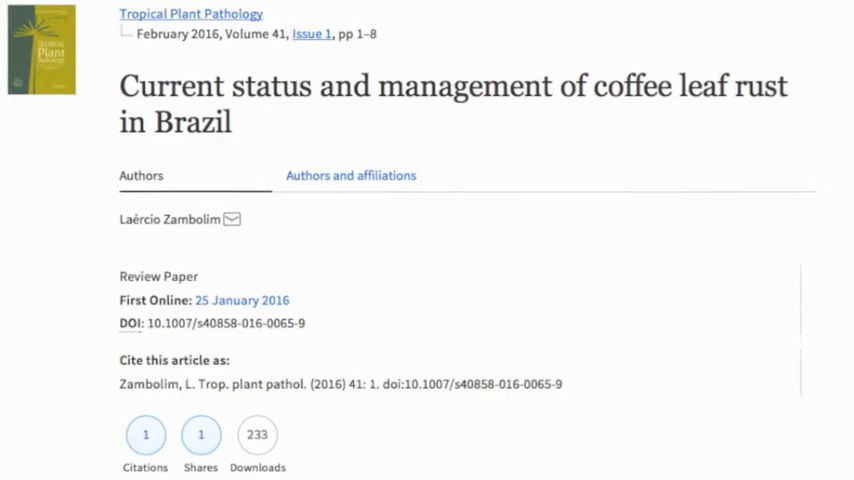 Tropical Plant Pathology
February 2016, Volume 41, Issue 1, pp 1–8
TROPICAL
Plant
Pathology
Current status and management of coffee leaf rust
in Brazil
Authors
Authors and affiliations
Laércio Zambolim
Review Paper
First Online: 25 January 2016
DOI: 10.1007/s40858-016-0065-9
Cite this article as:
Zambolim, L. Trop. plant pathol. (2016) 41: 1. doi:10.1007/s40858-016-0065-9
1 1 233
Citations Shares Downloads